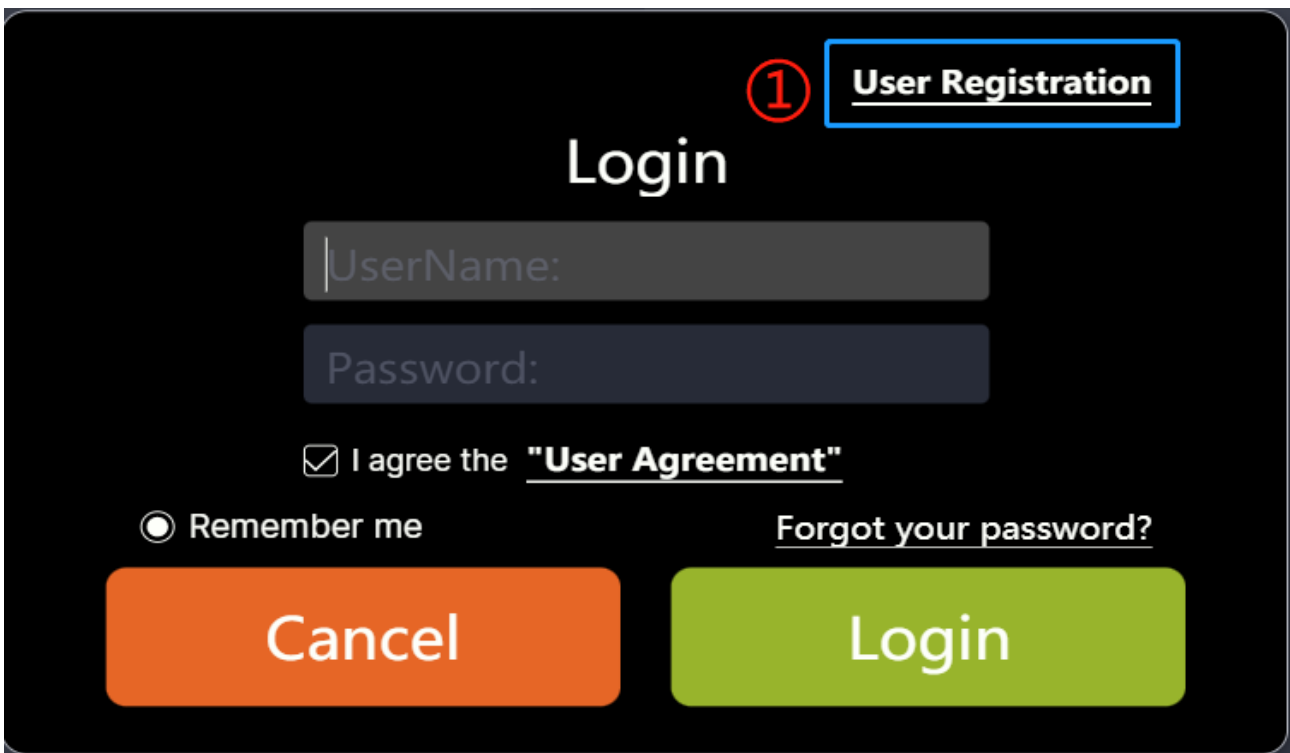 ① User Registration
Login
UserName:
Password:
I agree the "User Agreement"
Remember me Forgot your password?
Cancel Login